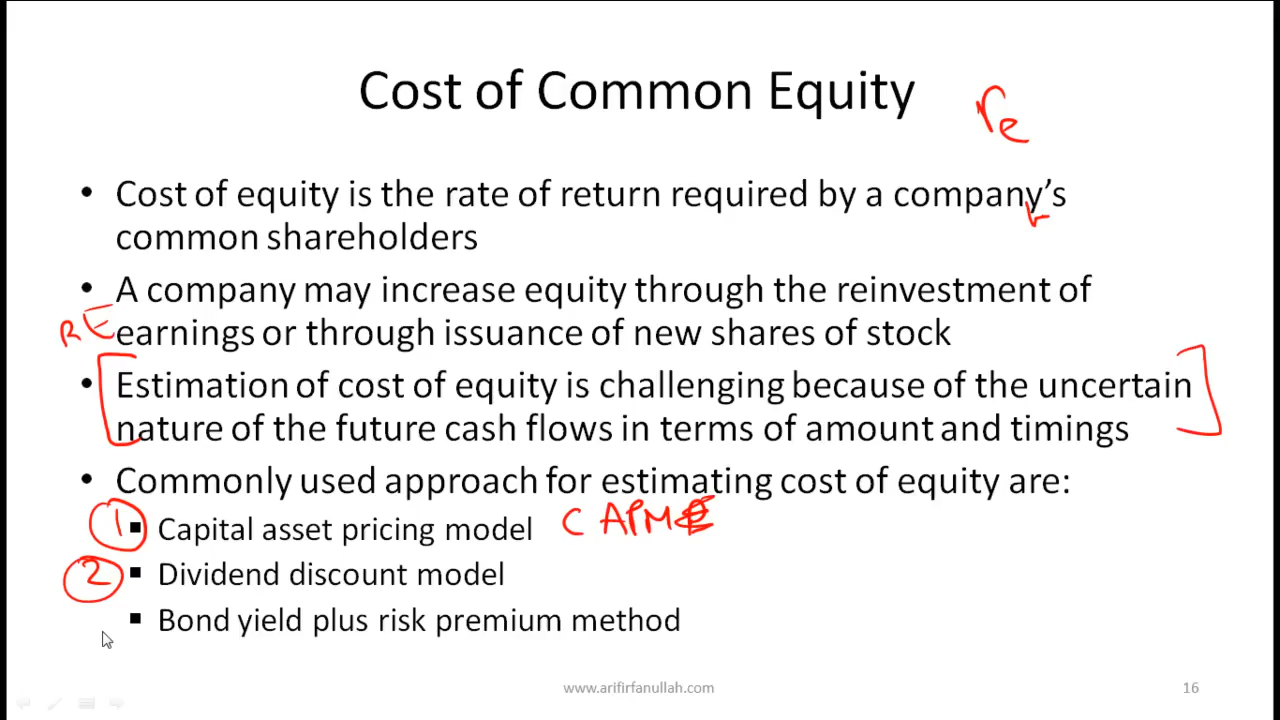 Cost of Common Equity
re
• Cost of equity is the rate of return required by a company's
common shareholders
• A company may increase equity through the reinvestment of
RE earnings or through issuance of new shares of stock
• Estimation of cost of equity is challenging because of the uncertain
nature of the future cash flows in terms of amount and timings
• Commonly used approach for estimating cost of equity are:
1 ▪ Capital asset pricing model CAPM
2 ▪ Dividend discount model
▪ Bond yield plus risk premium method
www.arifirfanullah.com
16